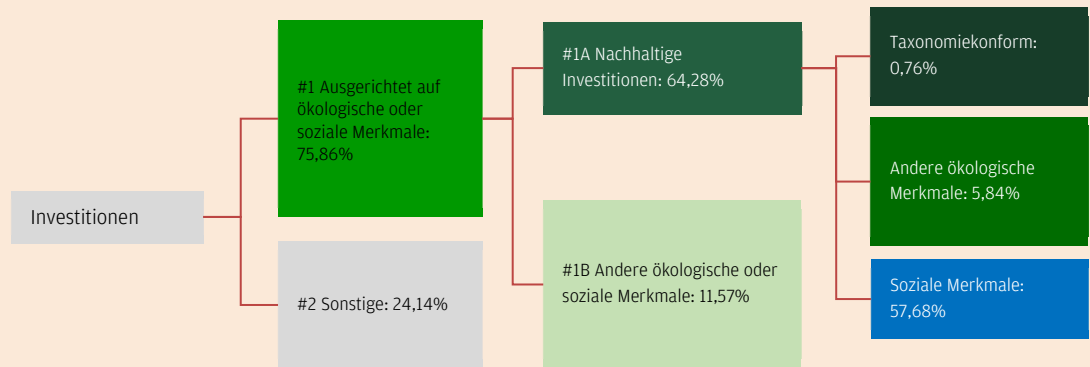 Investitionen
#1 Ausgerichtet auf
ökologische oder
soziale Merkmale:
75,86%
#2 Sonstige: 24,14%
#1A Nachhaltige
Investitionen: 64,28%
#1B Andere ökologische oder
soziale Merkmale: 11,57%
Taxonomiekonform:
0,76%
Andere ökologische
Merkmale: 5,84%
Soziale Merkmale:
57,68%